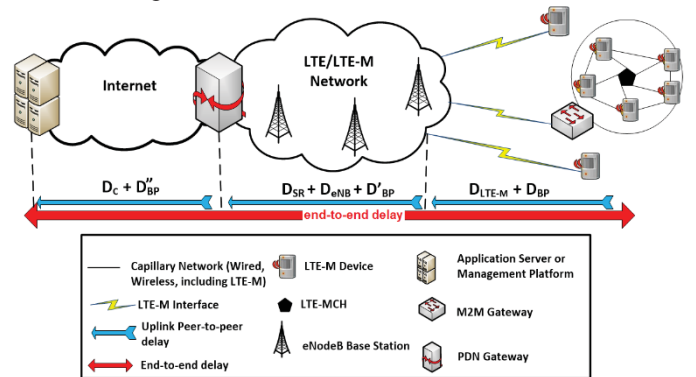 Internet
LTE/LTE-M
Network
D_C + D''_BP
D_SR + D_eNB + D'_BP
D_LTE-M + D_BP
end-to-end delay
Capillary Network (Wired,
Wireless, including LTE-M)
LTE-M Device
Application Server or
Management Platform
LTE-M Interface
LTE-MCH
M2M Gateway
Uplink Peer-to-peer
delay
eNodeB Base Station
PDN Gateway
End-to-end delay